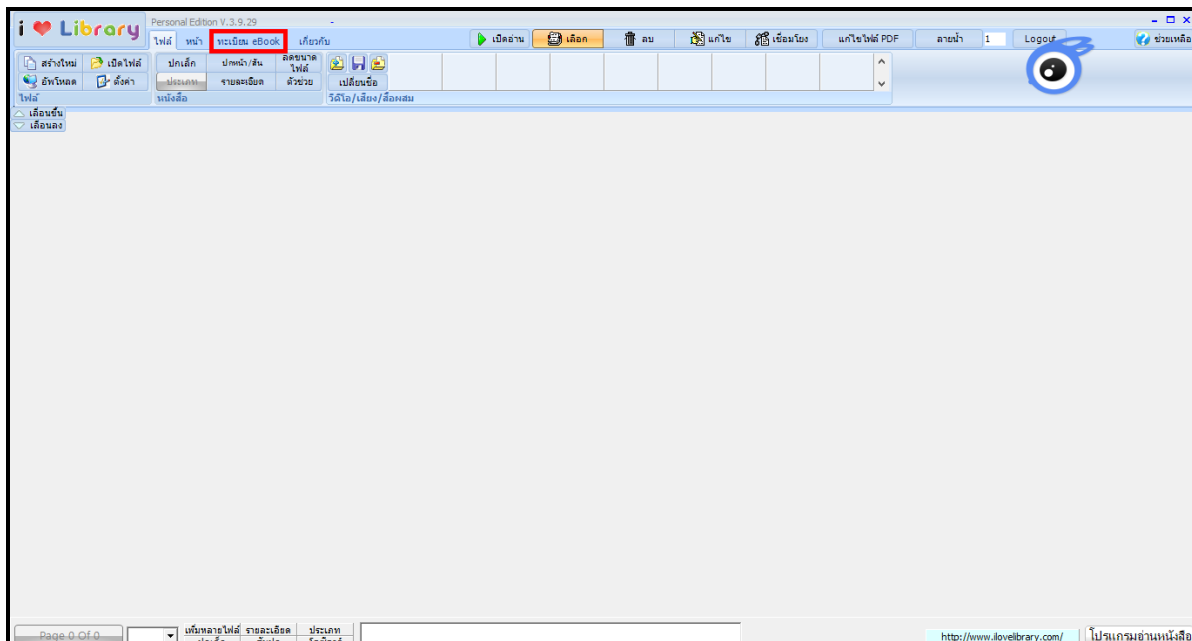 i Library
Personal Edition V.3.9.29 -
ไฟล์ หน้า ทะเบียน eBook เกี่ยวกับ
เปิดอ่าน เลือก ลบ แก้ไข เชื่อมโยง แก้ไขไฟล์ PDF ลายน้ำ 1 Logout ช่วยเหลือ
สร้างใหม่ เปิดไฟล์ ปกเล็ก ปกหน้า/สัน ลดขนาดไฟล์
อัพโหลด ตั้งค่า ประเภท รายละเอียด ตัวช่วย เปลี่ยนชื่อ
ไฟล์ หนังสือ วิดีโอ/เสียง/สื่อผสม
เลื่อนขึ้น
เลื่อนลง
Page 0 Of 0 เพิ่มหลายไฟล์ รายละเอียด ประเภท
http://www.ilovelibrary.com/ โปรแกรมอ่านหนังสือ